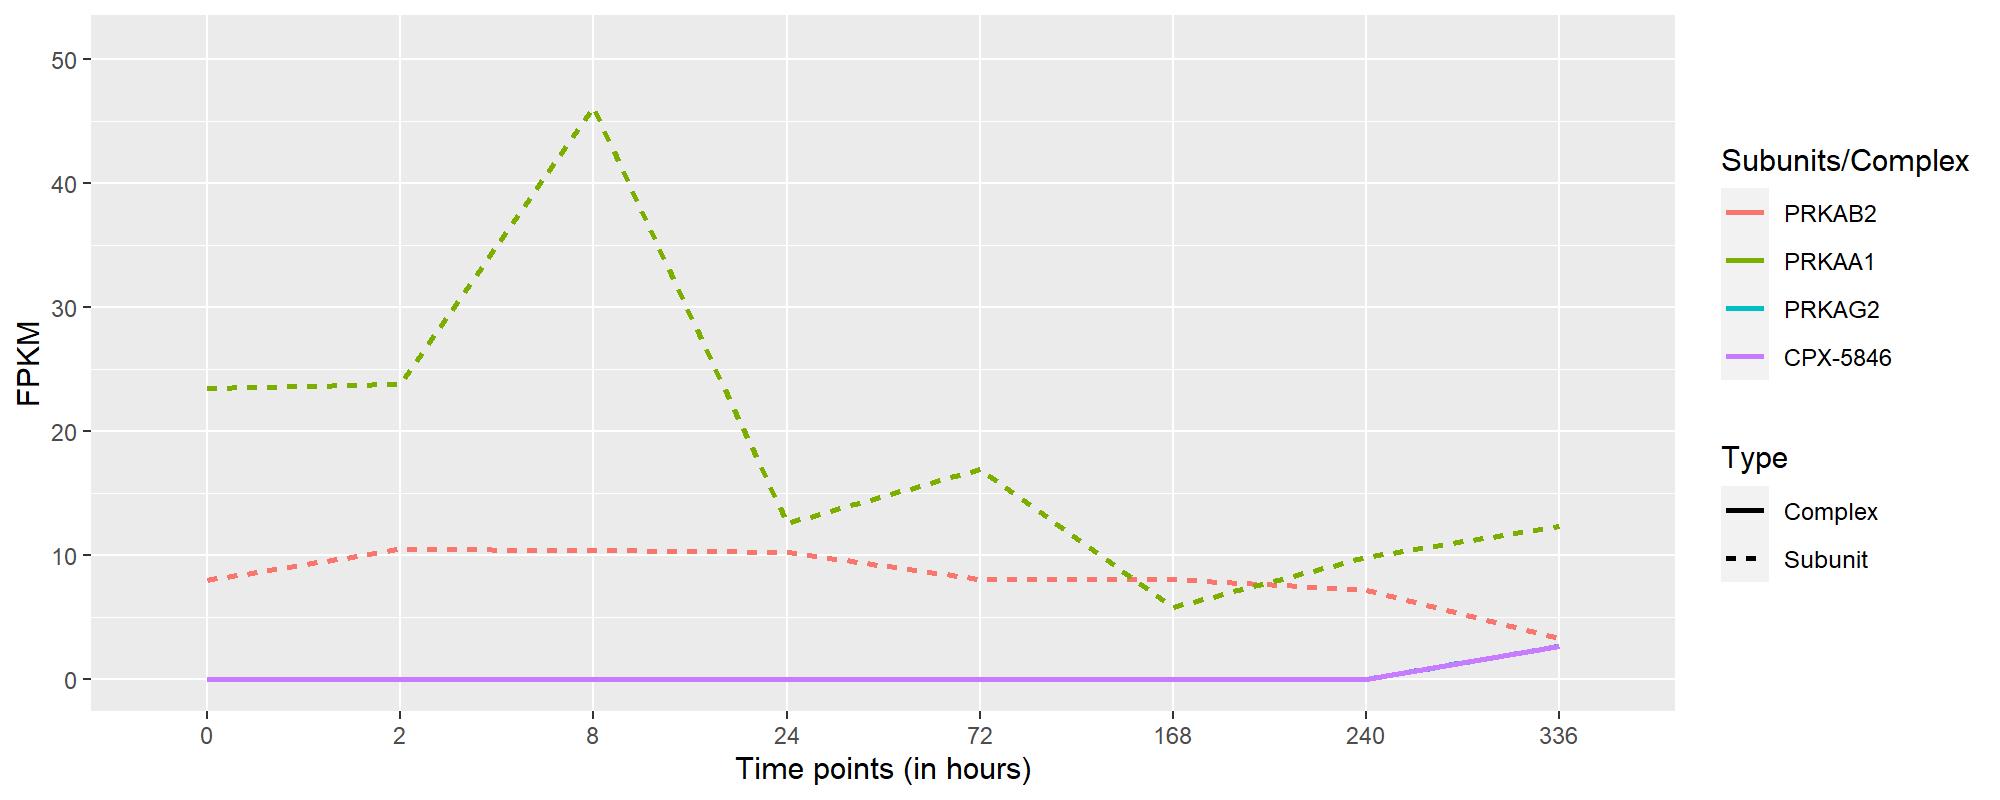 50
40
30
20
10
0
FPKM
0 2 8 24 72 168 240 336
Time points (in hours)
Subunits/Complex
PRKAB2
PRKAA1
PRKAG2
CPX-5846
Type
Complex
Subunit